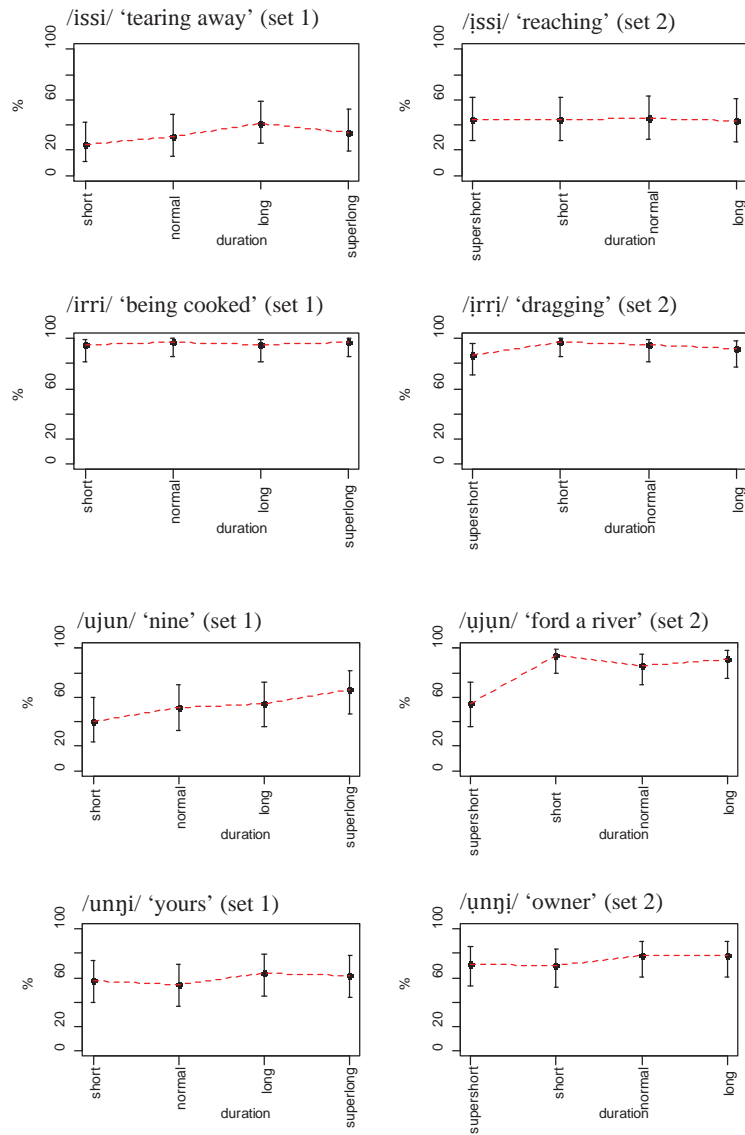 /issi/ ‘tearing away’ (set 1)
100
60
20
0
%
short
normal
long
superlong
duration
/ịssị/ ‘reaching’ (set 2)
100
60
20
0
%
supershort
short
normal
long
duration
/irri/ ‘being cooked’ (set 1)
100
60
20
0
%
short
normal
long
superlong
duration
/ịrrị/ ‘dragging’ (set 2)
100
60
20
0
%
supershort
short
normal
long
duration
/ujun/ ‘nine’ (set 1)
100
60
20
0
%
short
normal
long
superlong
duration
/ụjụn/ ‘ford a river’ (set 2)
100
60
20
0
%
supershort
short
normal
long
duration
/unŋi/ ‘yours’ (set 1)
100
60
20
0
%
short
normal
long
superlong
duration
/ụnŋị/ ‘owner’ (set 2)
100
60
20
0
%
supershort
short
normal
long
duration